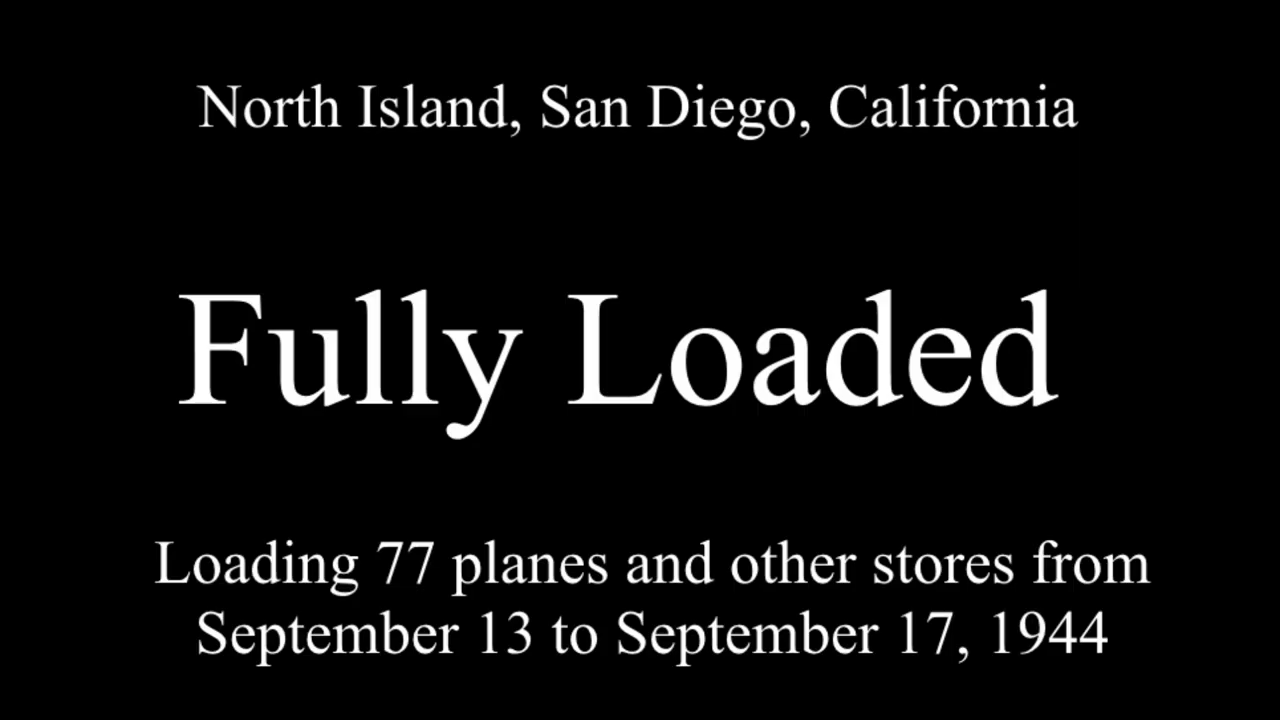 North Island, San Diego, California
Fully Loaded
Loading 77 planes and other stores from
September 13 to September 17, 1944